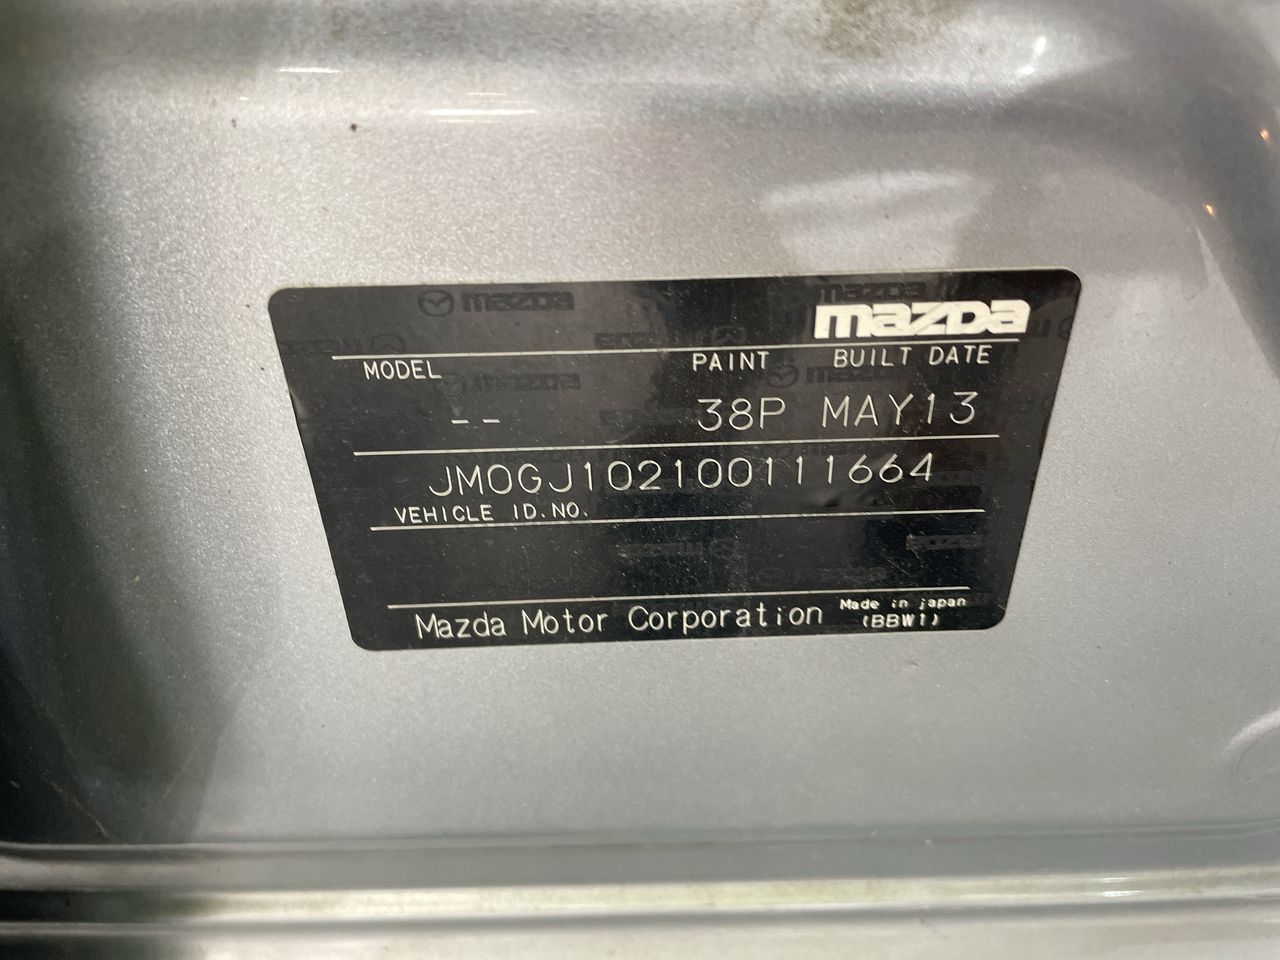 mazda
MODEL PAINT BUILT DATE
-- 38P MAY13
JM0GJ102100111664
VEHICLE ID.NO.
Mazda Motor Corporation Made in japan
(BBW1)